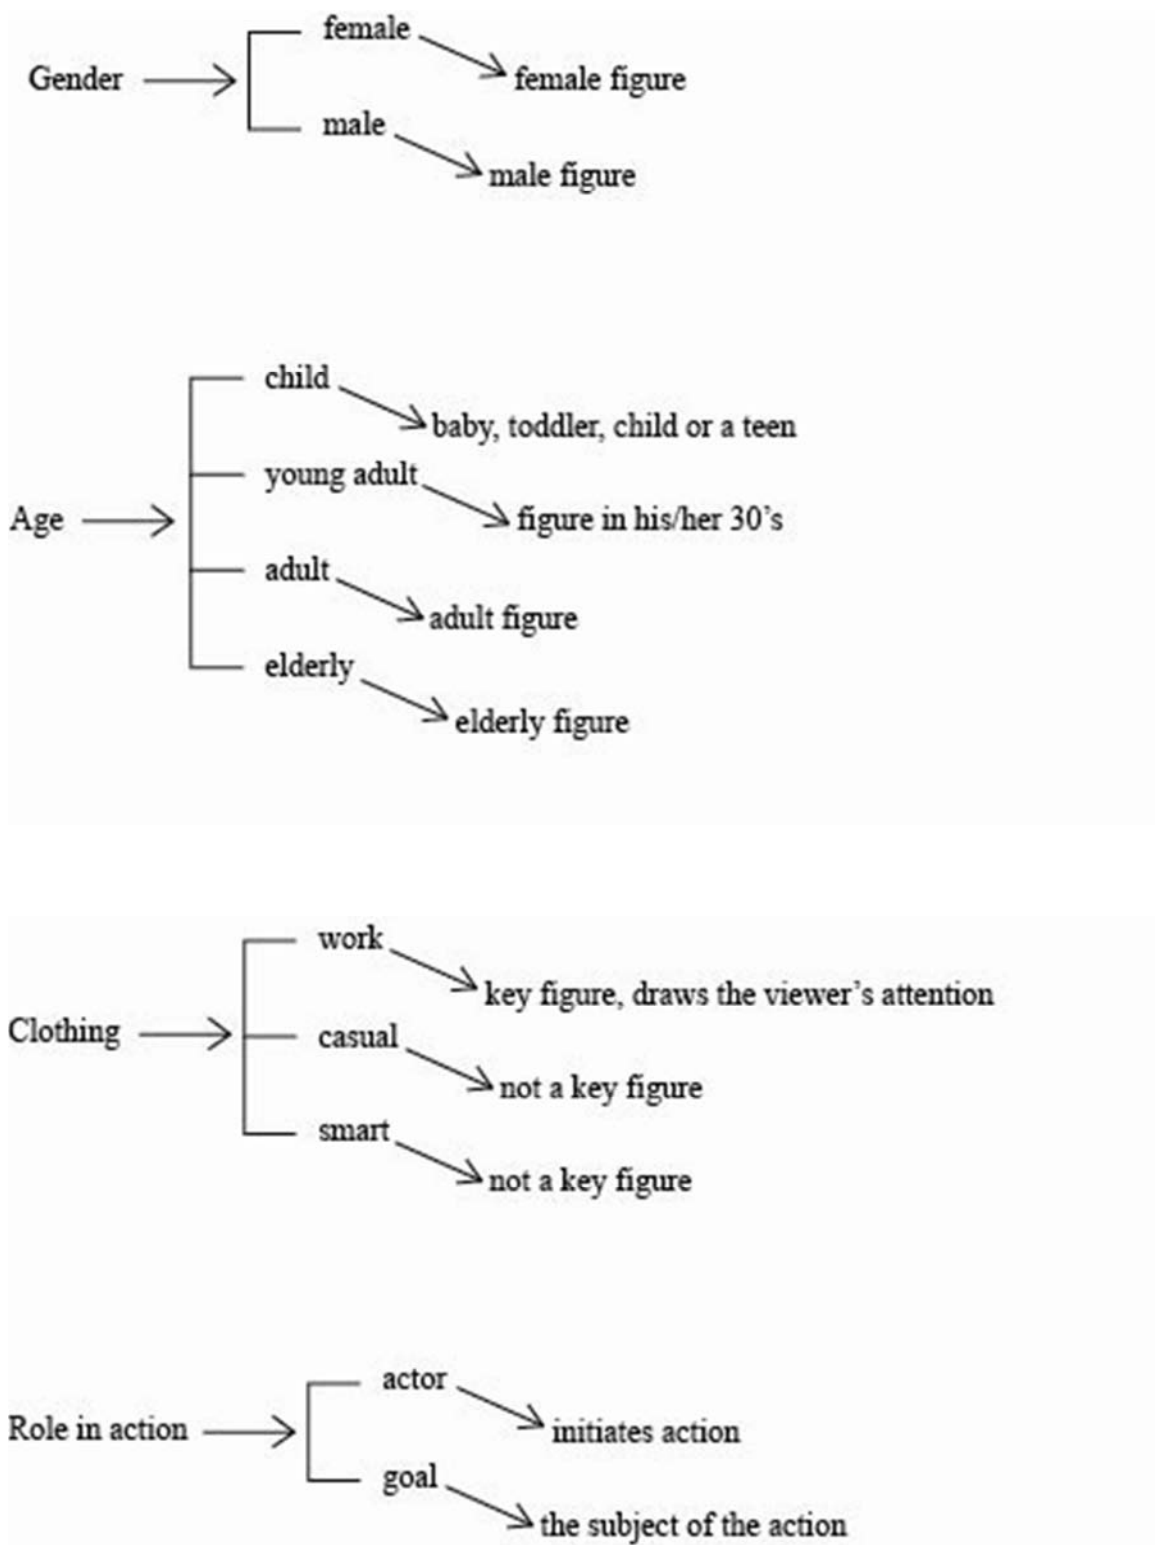 female
female figure
Gender
male
male figure
child
baby, toddler, child or a teen
young adult
figure in his/her 30's
Age
adult
adult figure
elderly
elderly figure
work
key figure, draws the viewer's attention
Clothing
casual
not a key figure
smart
not a key figure
actor
initiates action
Role in action
goal
the subject of the action